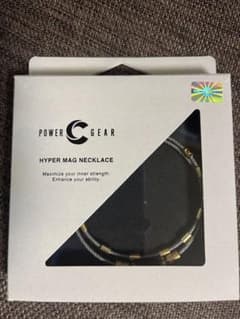 POWER GEAR
HYPER MAG NECKLACE
Maximize your inner strength.
Enhance your ability.